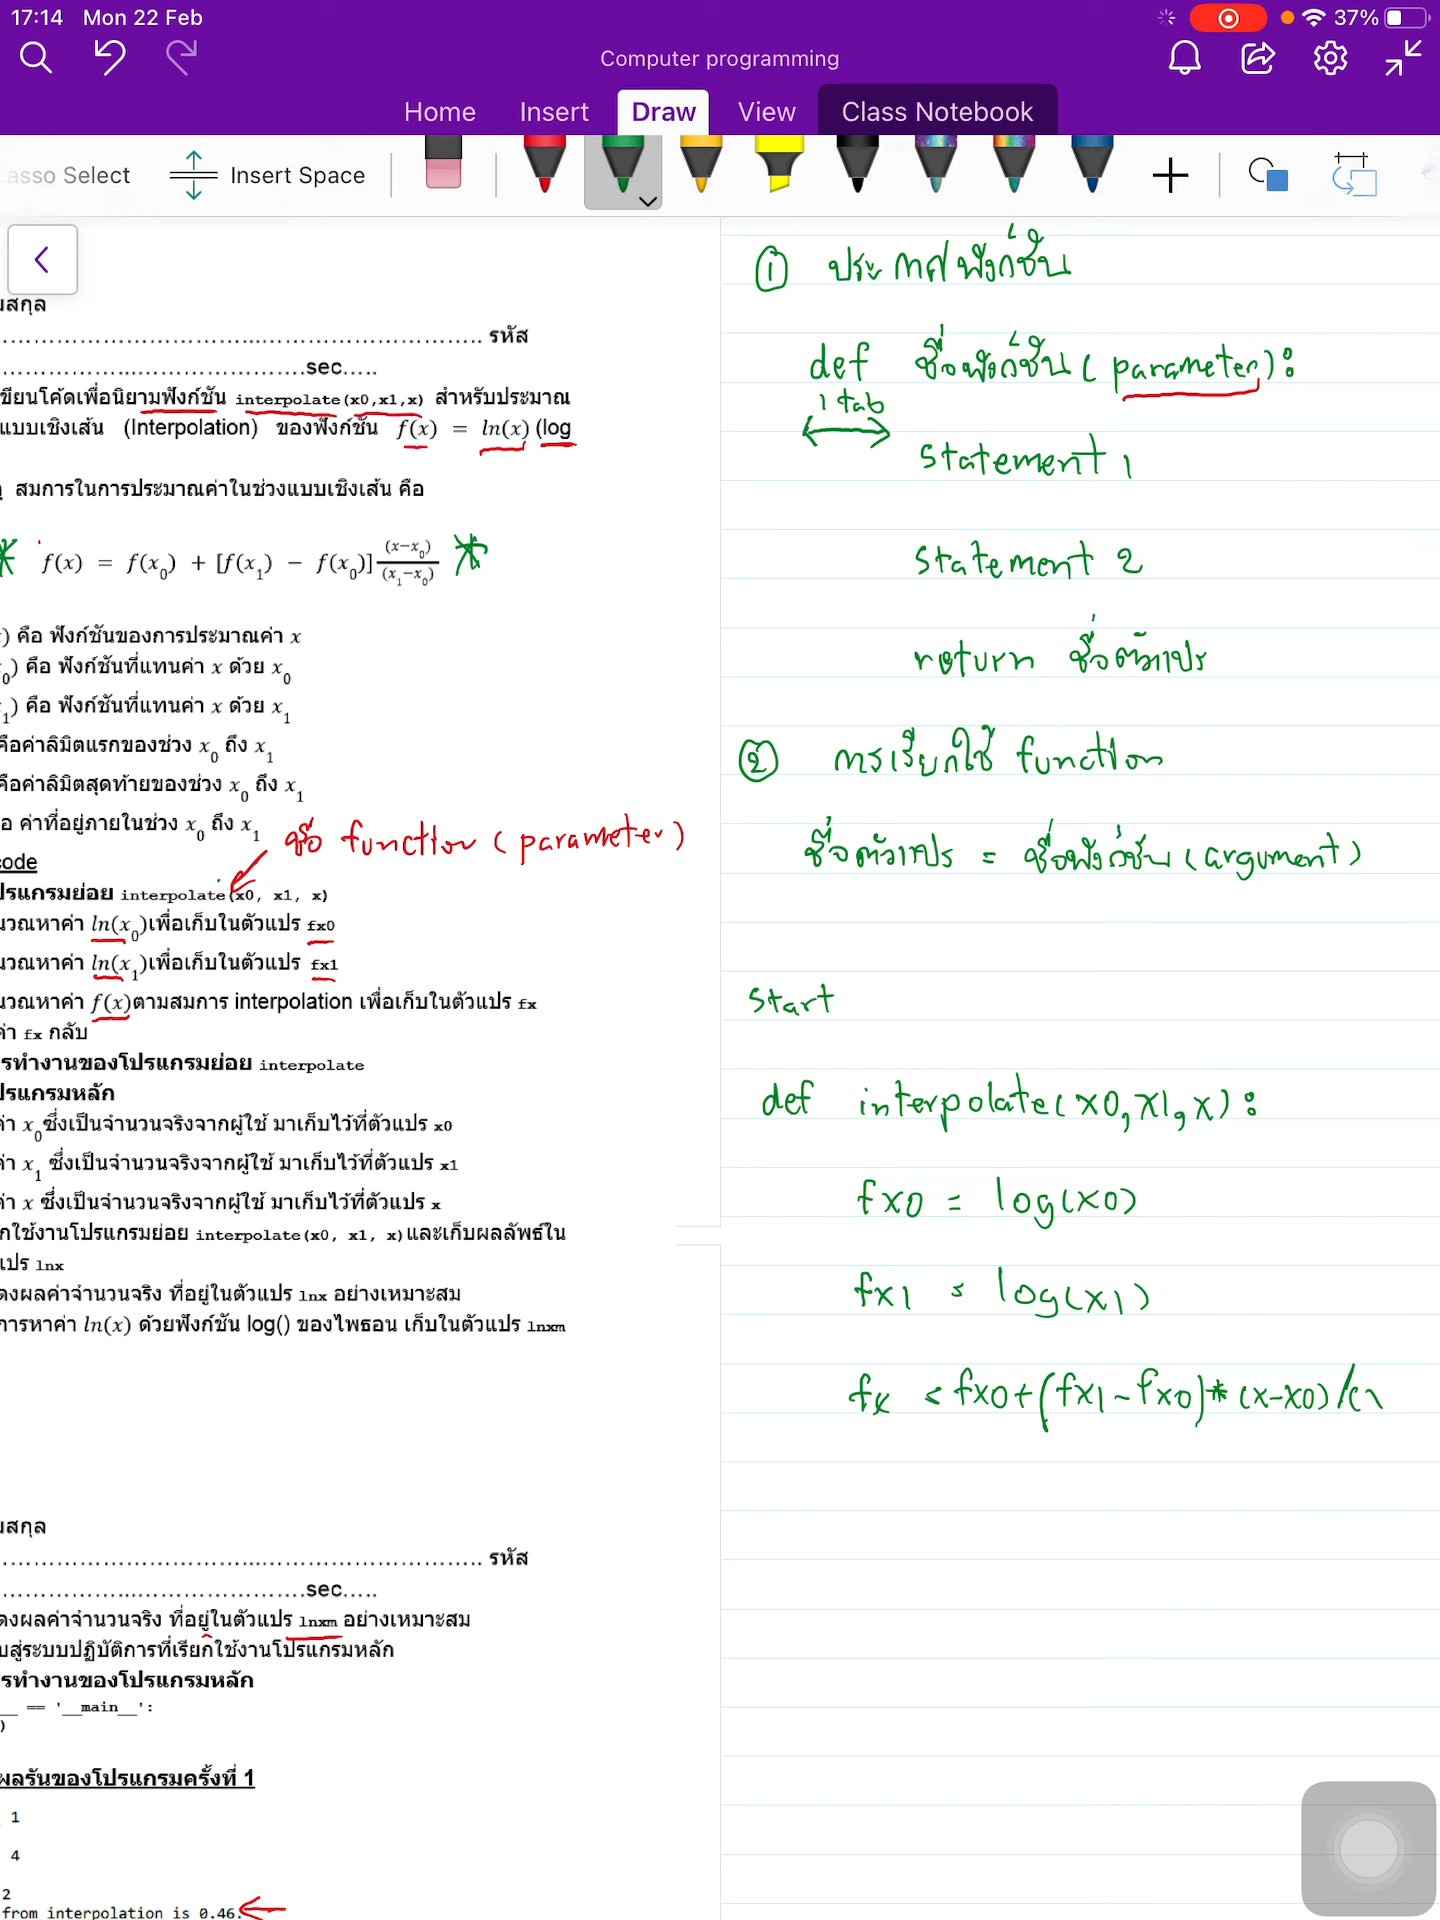 17:14 Mon 22 Feb
37%
Computer programming
Home Insert Draw View Class Notebook
asso Select Insert Space
มสกุล
รหัส
sec.....
ขียนโค้ดเพื่อนิยามฟังก์ชัน interpolate(x0,x1,x) สำหรับประมาณ
แบบเชิงเส้น (Interpolation) ของฟังก์ชัน f(x) = ln(x) (log
สมการในการประมาณค่าในช่วงแบบเชิงเส้น คือ
* f(x) = f(x₀) + [f(x₁) − f(x₀)] (x−x₀)/(x₁−x₀) *
) คือ ฟังก์ชันของการประมาณค่า x
₀) คือ ฟังก์ชันที่แทนค่า x ด้วย x₀
₁) คือ ฟังก์ชันที่แทนค่า x ด้วย x₁
คือค่าลิมิตแรกของช่วง x₀ ถึง x₁
คือค่าลิมิตสุดท้ายของช่วง x₀ ถึง x₁
อ ค่าที่อยู่ภายในช่วง x₀ ถึง x₁
ชื่อ function (parameter)
code
ปรแกรมย่อย interpolate(x0, x1, x)
นวณหาค่า ln(x₀)เพื่อเก็บในตัวแปร fx0
นวณหาค่า ln(x₁)เพื่อเก็บในตัวแปร fx1
นวณหาค่า f(x)ตามสมการ interpolation เพื่อเก็บในตัวแปร fx
ค่า fx กลับ
รทำงานของโปรแกรมย่อย interpolate
ปรแกรมหลัก
ค่า x₀ซึ่งเป็นจำนวนจริงจากผู้ใช้ มาเก็บไว้ที่ตัวแปร x0
ค่า x₁ ซึ่งเป็นจำนวนจริงจากผู้ใช้ มาเก็บไว้ที่ตัวแปร x1
ค่า x ซึ่งเป็นจำนวนจริงจากผู้ใช้ มาเก็บไว้ที่ตัวแปร x
กใช้งานโปรแกรมย่อย interpolate(x0, x1, x)และเก็บผลลัพธ์ใน
แปร lnx
ดงผลค่าจำนวนจริง ที่อยู่ในตัวแปร lnx อย่างเหมาะสม
การหาค่า ln(x) ด้วยฟังก์ชัน log() ของไพธอน เก็บในตัวแปร lnxm
มสกุล
รหัส
sec.....
ดงผลค่าจำนวนจริง ที่อยู่ในตัวแปร lnxm อย่างเหมาะสม
บสู่ระบบปฏิบัติการที่เรียกใช้งานโปรแกรมหลัก
รทำงานของโปรแกรมหลัก
__ == '__main__':
)
ผลรันของโปรแกรมครั้งที่ 1
1
4
2
from interpolation is 0.46.
① ประกาศฟังก์ชั่น
def ชื่อฟังก์ชั่น (parameter):
1 tab
statement 1
statement 2
return ชื่อตัวแปร
② การเรียกใช้ function
ชื่อตัวแปร = ชื่อฟังก์ชัน (argument)
start
def interpolate(x0,x1,x):
fx0 = log(x0)
fx1 = log(x1)
fx = fx0+(fx1-fx0)*(x-x0)/(